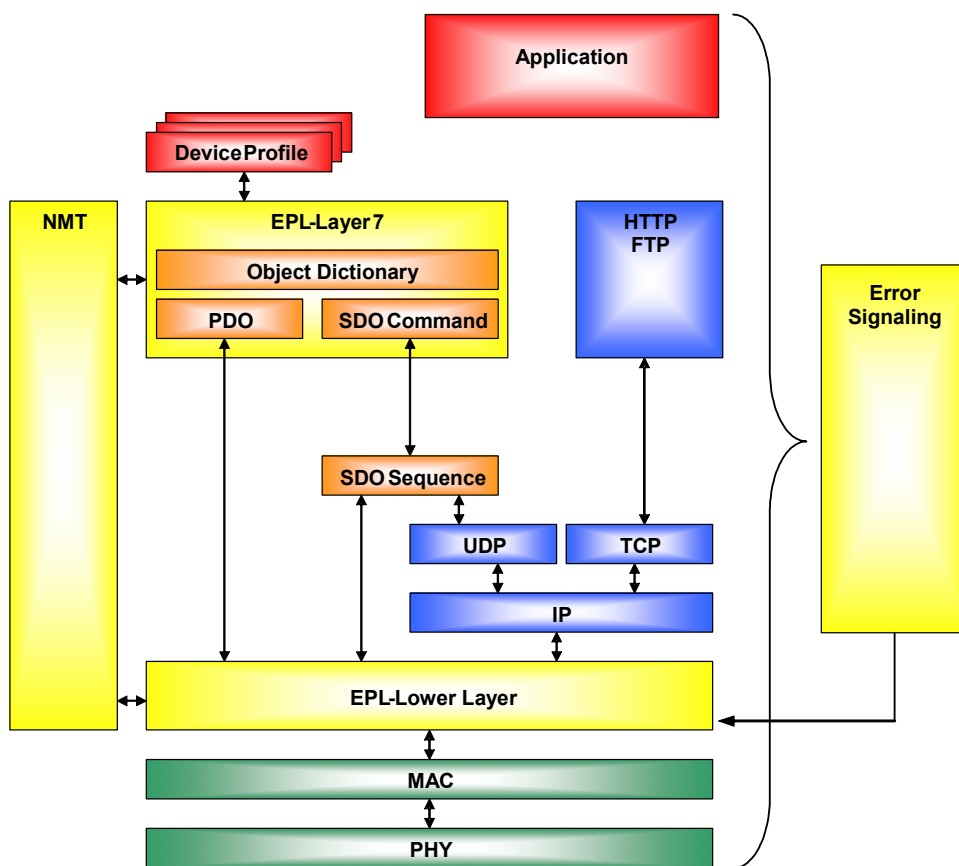 Application
Device Profile
NMT
EPL-Layer 7
HTTP
FTP
Object Dictionary
Error
Signaling
PDO
SDO Command
SDO Sequence
UDP
TCP
IP
EPL-Lower Layer
MAC
PHY